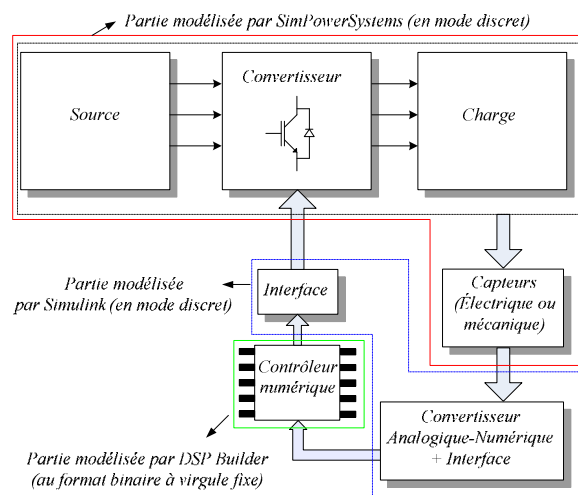 Partie modélisée par SimPowerSystems (en mode discret)
Source
Convertisseur
Charge
Partie modélisée
par Simulink (en mode discret)
Interface
Capteurs
(Électrique ou
mécanique)
Contrôleur
numérique
Convertisseur
Analogique-Numérique
+ Interface
Partie modélisée par DSP Builder
(au format binaire à virgule fixe)